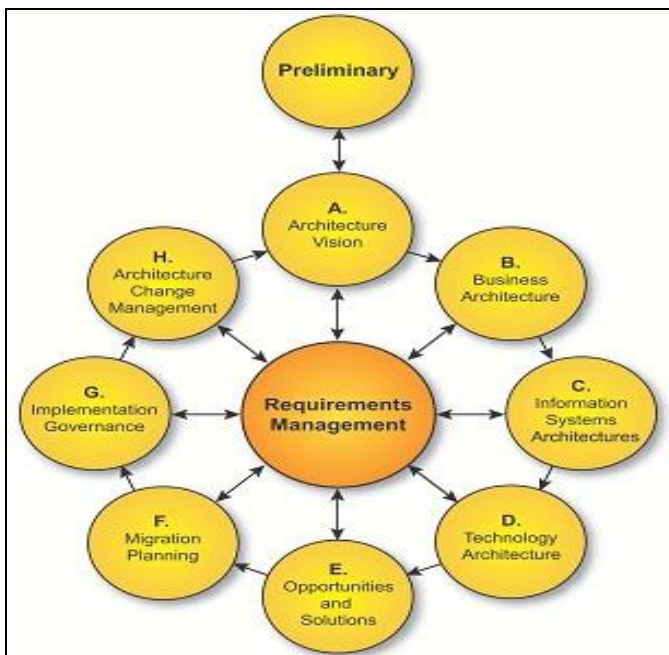 Preliminary
A.
Architecture
Vision
B.
Business
Architecture
C.
Information
Systems
Architectures
D.
Technology
Architecture
E.
Opportunities
and
Solutions
F.
Migration
Planning
G.
Implementation
Governance
H.
Architecture
Change
Management
Requirements
Management